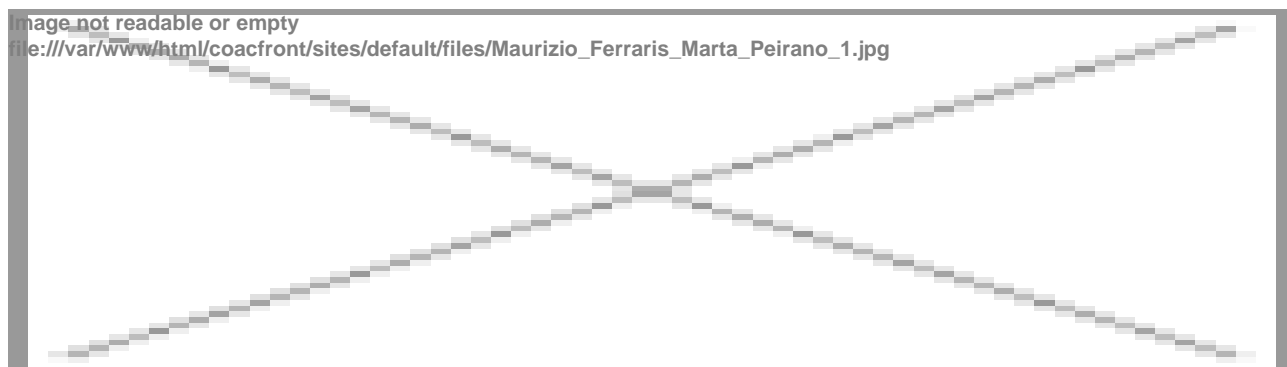 Image not readable or empty
file:///var/www/html/coacfront/sites/default/files/Maurizio_Ferraris_Marta_Peirano_1.jpg